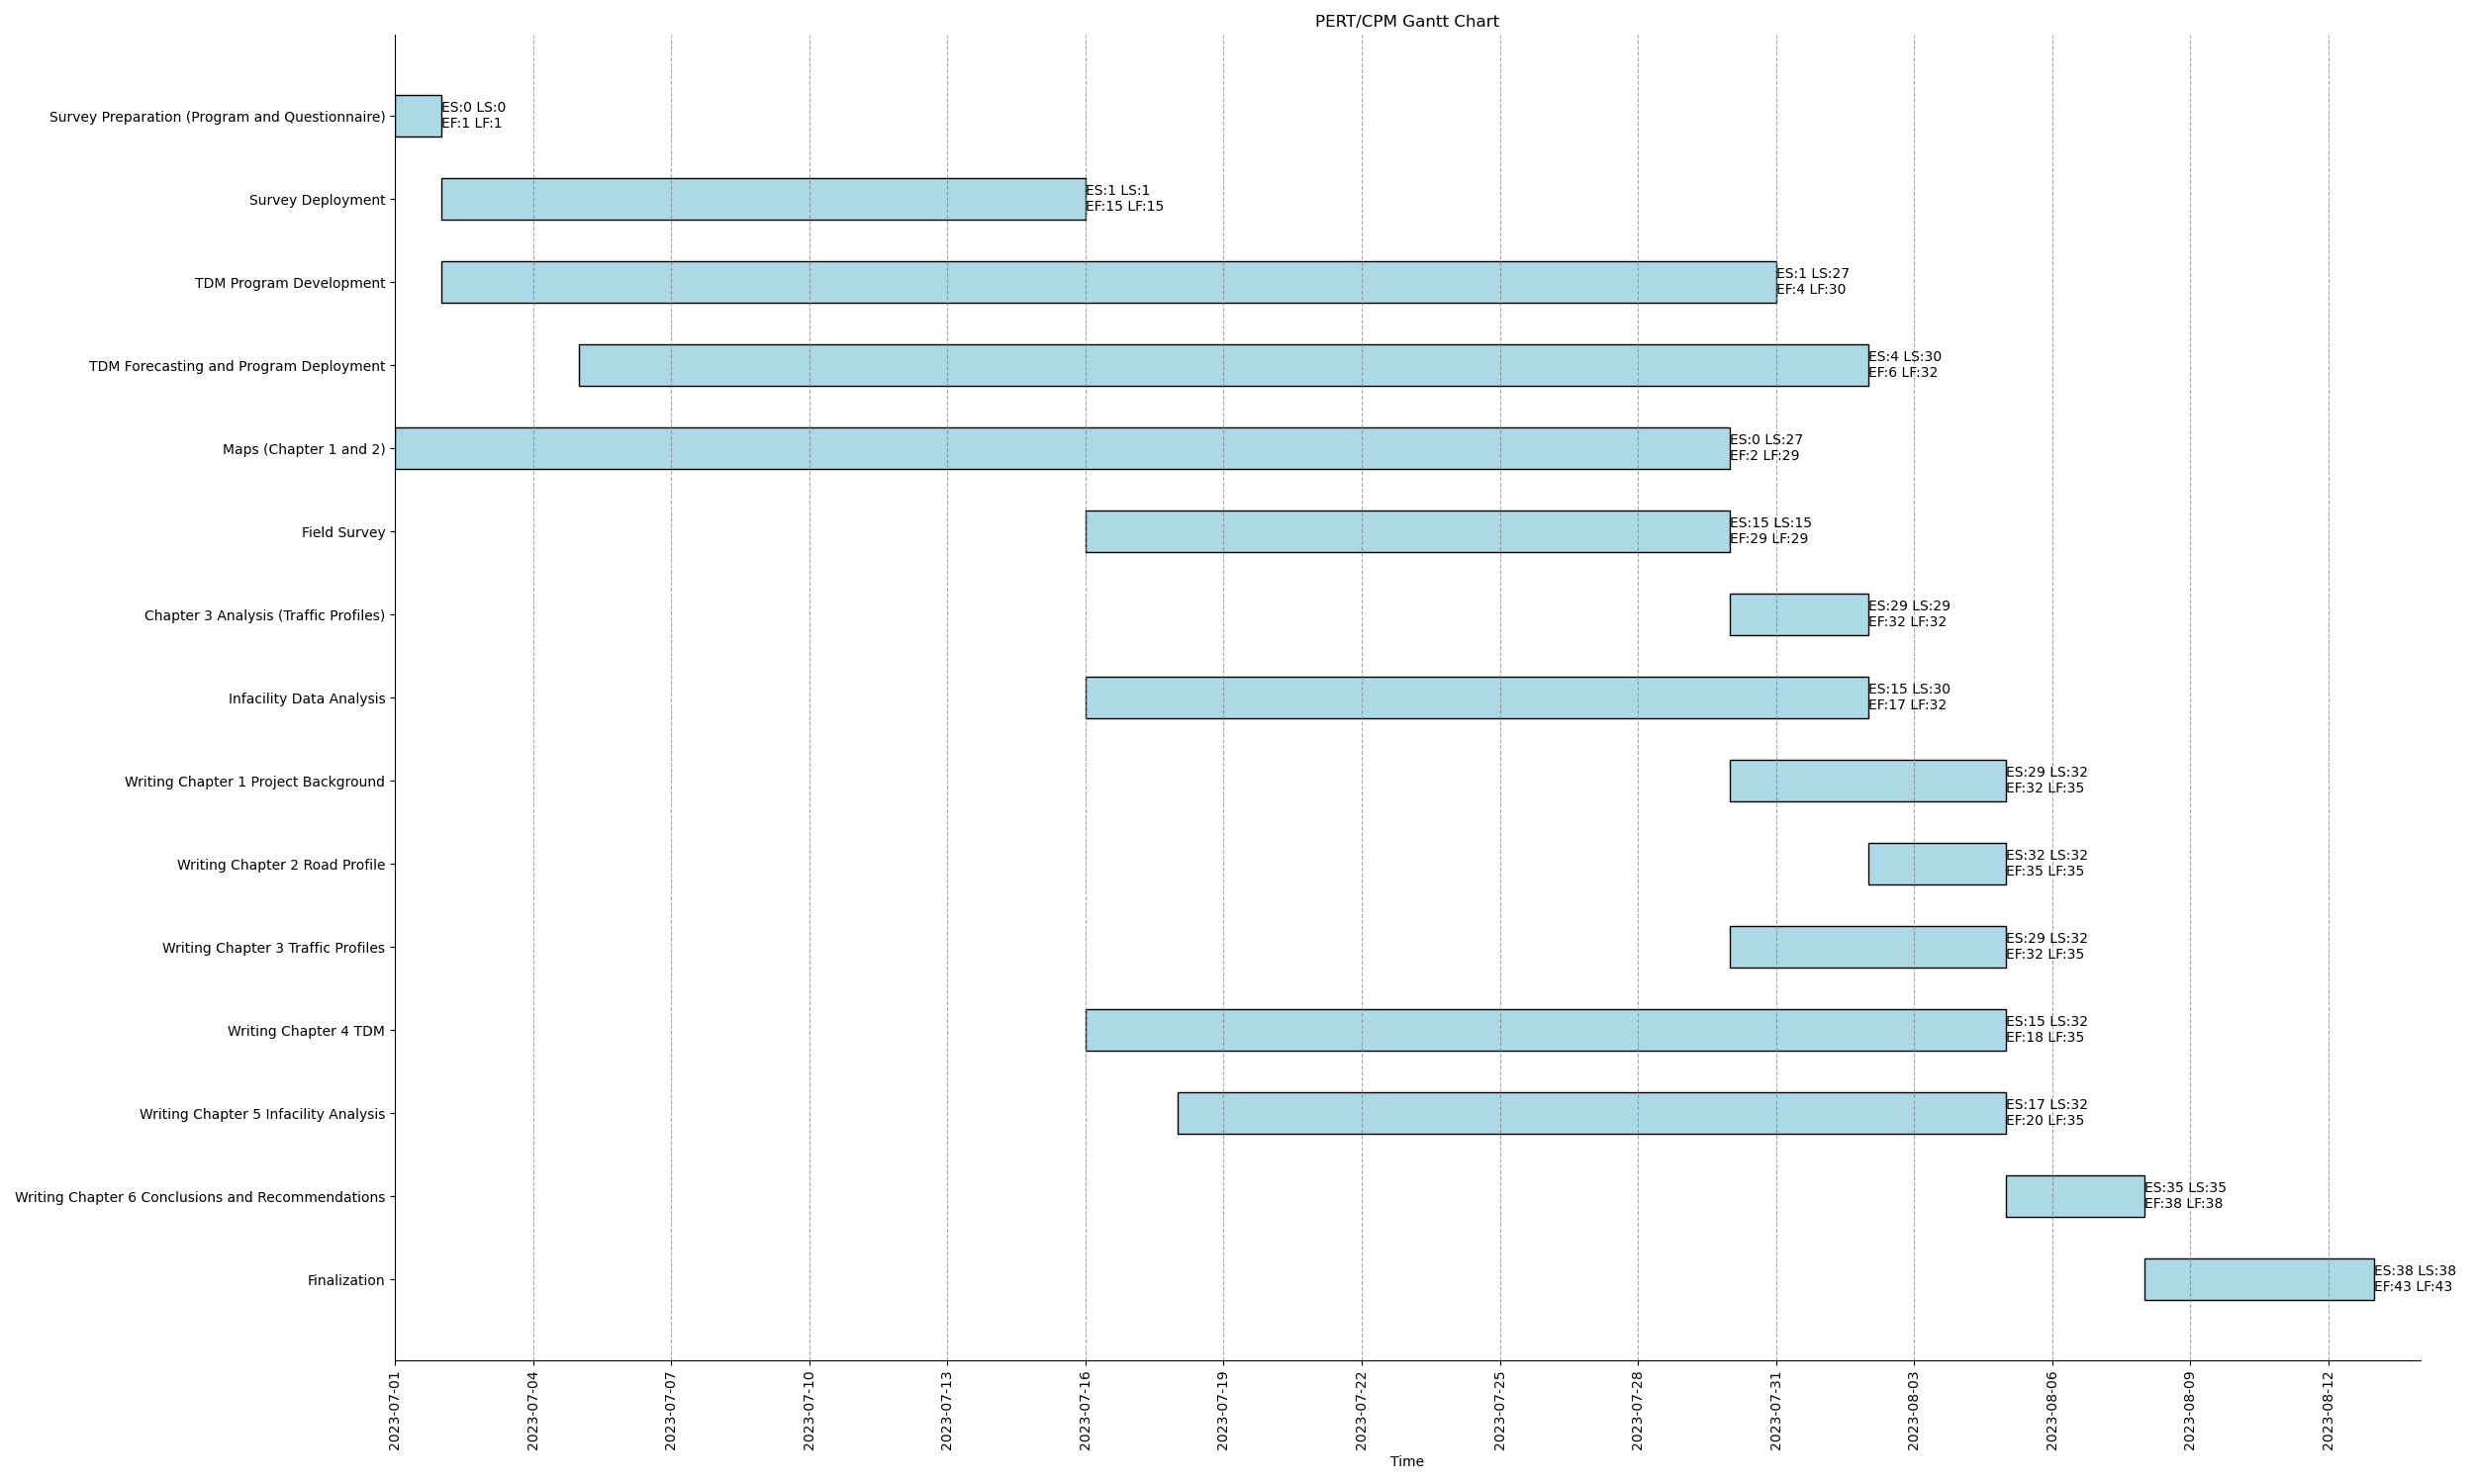 PERT/CPM Gantt Chart
Survey Preparation (Program and Questionnaire)
ES:0 LS:0
EF:1 LF:1
Survey Deployment
ES:1 LS:1
EF:15 LF:15
TDM Program Development
ES:1 LS:27
EF:4 LF:30
TDM Forecasting and Program Deployment
ES:4 LS:30
EF:6 LF:32
Maps (Chapter 1 and 2)
ES:0 LS:27
EF:2 LF:29
Field Survey
ES:15 LS:15
EF:29 LF:29
Chapter 3 Analysis (Traffic Profiles)
ES:29 LS:29
EF:32 LF:32
Infacility Data Analysis
ES:15 LS:30
EF:17 LF:32
Writing Chapter 1 Project Background
ES:29 LS:32
EF:32 LF:35
Writing Chapter 2 Road Profile
ES:32 LS:32
EF:35 LF:35
Writing Chapter 3 Traffic Profiles
ES:29 LS:32
EF:32 LF:35
Writing Chapter 4 TDM
ES:15 LS:32
EF:18 LF:35
Writing Chapter 5 Infacility Analysis
ES:17 LS:32
EF:20 LF:35
Writing Chapter 6 Conclusions and Recommendations
ES:35 LS:35
EF:38 LF:38
Finalization
ES:38 LS:38
EF:43 LF:43
2023-07-01
2023-07-04
2023-07-07
2023-07-10
2023-07-13
2023-07-16
2023-07-19
2023-07-22
2023-07-25
2023-07-28
2023-07-31
2023-08-03
2023-08-06
2023-08-09
2023-08-12
Time